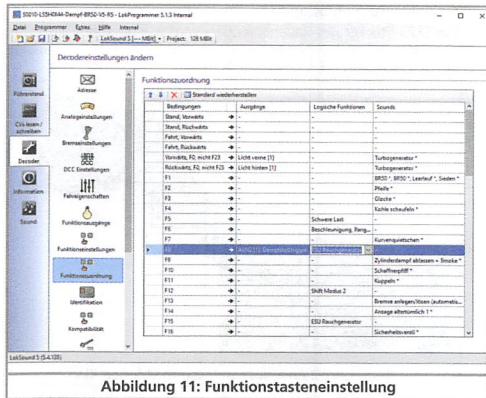 S0010-LS5H0M4-Dampf-BR50-V5-R5 - LokProgrammer 5.1.3 Internal
Datei Programmer Extras Hilfe Internal
LokSound 5 [--- MBit] Project: 128 MBit
Führerstand
CVs lesen / schreiben
Decoder
Information
Sound
Decodereinstellungen ändern
Adresse
Analogeinstellungen
Bremseinstellungen
DCC Einstellungen
Fahreigenschaften
Funktionsausgänge
Funktionseinstellungen
Funktionszuordnung
Identifikation
Kompatibilität
Funktionszuordnung
Standard wiederherstellen
Bedingungen Ausgänge Logische Funktionen Sounds
Stand, Vorwärts - - -
Stand, Rückwärts - - -
Fahrt, Vorwärts - - -
Fahrt, Rückwärts - - -
Vorwärts, F0, nicht F23 Licht vorne [1] - Turbogenerator *
Rückwärts, F0, nicht F23 Licht hinten [1] - Turbogenerator *
F1 - - BR50 *, BR50 *, Leerlauf *, Sieden *
F2 - - Pfeife *
F3 - - Glocke *
F4 - - Kohle schaufeln *
F5 - Schwere Last -
F6 - Beschleunigung, Rang... -
F7 - - Kurvenquietschen *
F8 ESU Rauchgenerator -
F9 - - Zylinderdampf ablassen + Smoke *
F10 - - Schaffnerpfiff *
F11 - - Kuppeln *
F12 - Shift Modus 2 -
F13 - - Bremse anlegen/lösen (automatis...
F14 - - Ansage altertümlich 1 *
F15 - ESU Rauchgenerator -
F16 - - Sicherheitsventil *
LokSound 5 (5.4.128)
Abbildung 11: Funktionstasteneinstellung